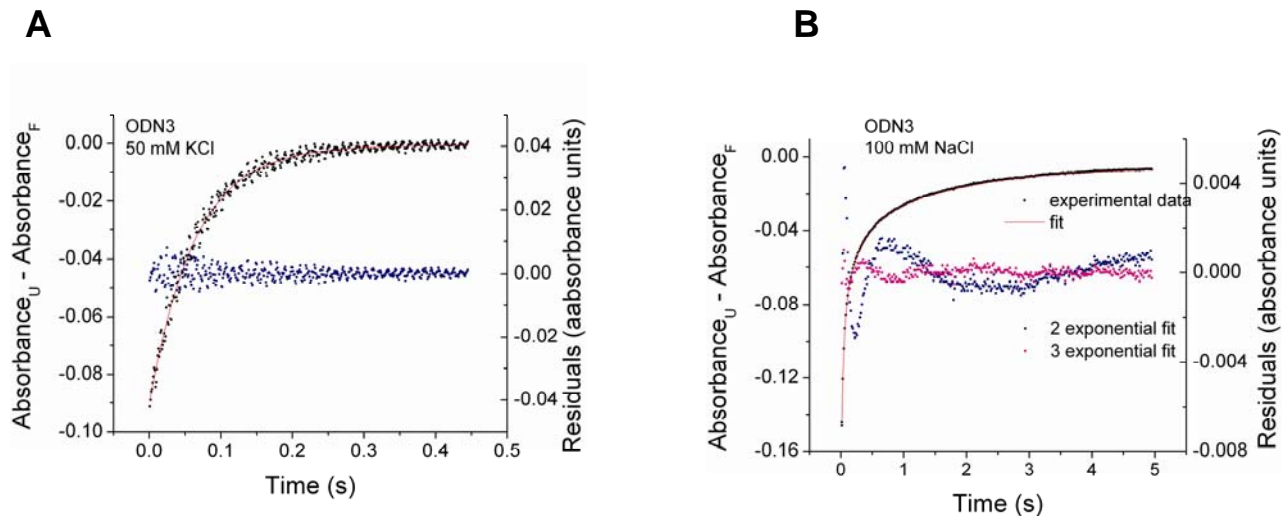 A
ODN3
50 mM KCl
Absorbance_U - Absorbance_F
0.00
-0.02
-0.04
-0.06
-0.08
-0.10
0.04
0.02
0.00
-0.02
-0.04
Residuals (aabsorbance units)
0.0 0.1 0.2 0.3 0.4 0.5
Time (s)
B
ODN3
100 mM NaCl
Absorbance_U - Absorbance_F
0.00
-0.04
-0.08
-0.12
-0.16
experimental data
fit
2 exponential fit
3 exponential fit
0.004
0.000
-0.004
-0.008
Residuals (absorbance units)
0 1 2 3 4 5
Time (s)